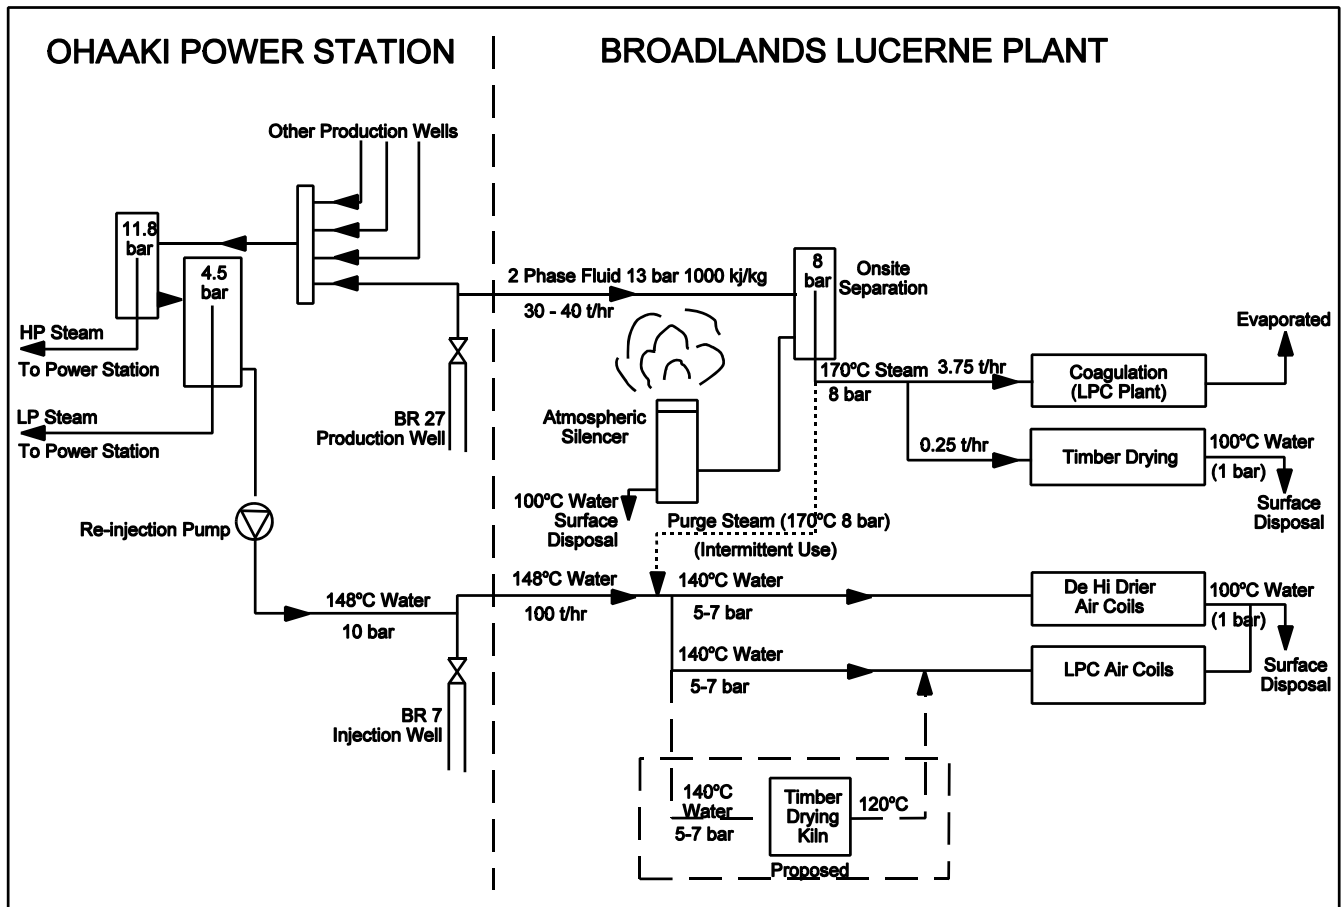 OHAAKI POWER STATION
BROADLANDS LUCERNE PLANT
Other Production Wells
11.8
bar
4.5
bar
HP Steam
To Power Station
LP Steam
To Power Station
BR 27
Production Well
Re-injection Pump
148ºC Water
10 bar
BR 7
Injection Well
2 Phase Fluid 13 bar 1000 kj/kg
30 - 40 t/hr
8
bar
Onsite
Separation
Atmospheric
Silencer
100ºC Water
Surface
Disposal
170ºC Steam
8 bar
3.75 t/hr
0.25 t/hr
Coagulation
(LPC Plant)
Evaporated
Timber Drying
100ºC Water
(1 bar)
Surface
Disposal
Purge Steam (170ºC 8 bar)
(Intermittent Use)
148ºC Water
100 t/hr
140ºC Water
5-7 bar
De Hi Drier
Air Coils
100ºC Water
(1 bar)
140ºC Water
5-7 bar
LPC Air Coils
Surface
Disposal
140ºC
Water
5-7 bar
Timber
Drying
Kiln
120ºC
Proposed